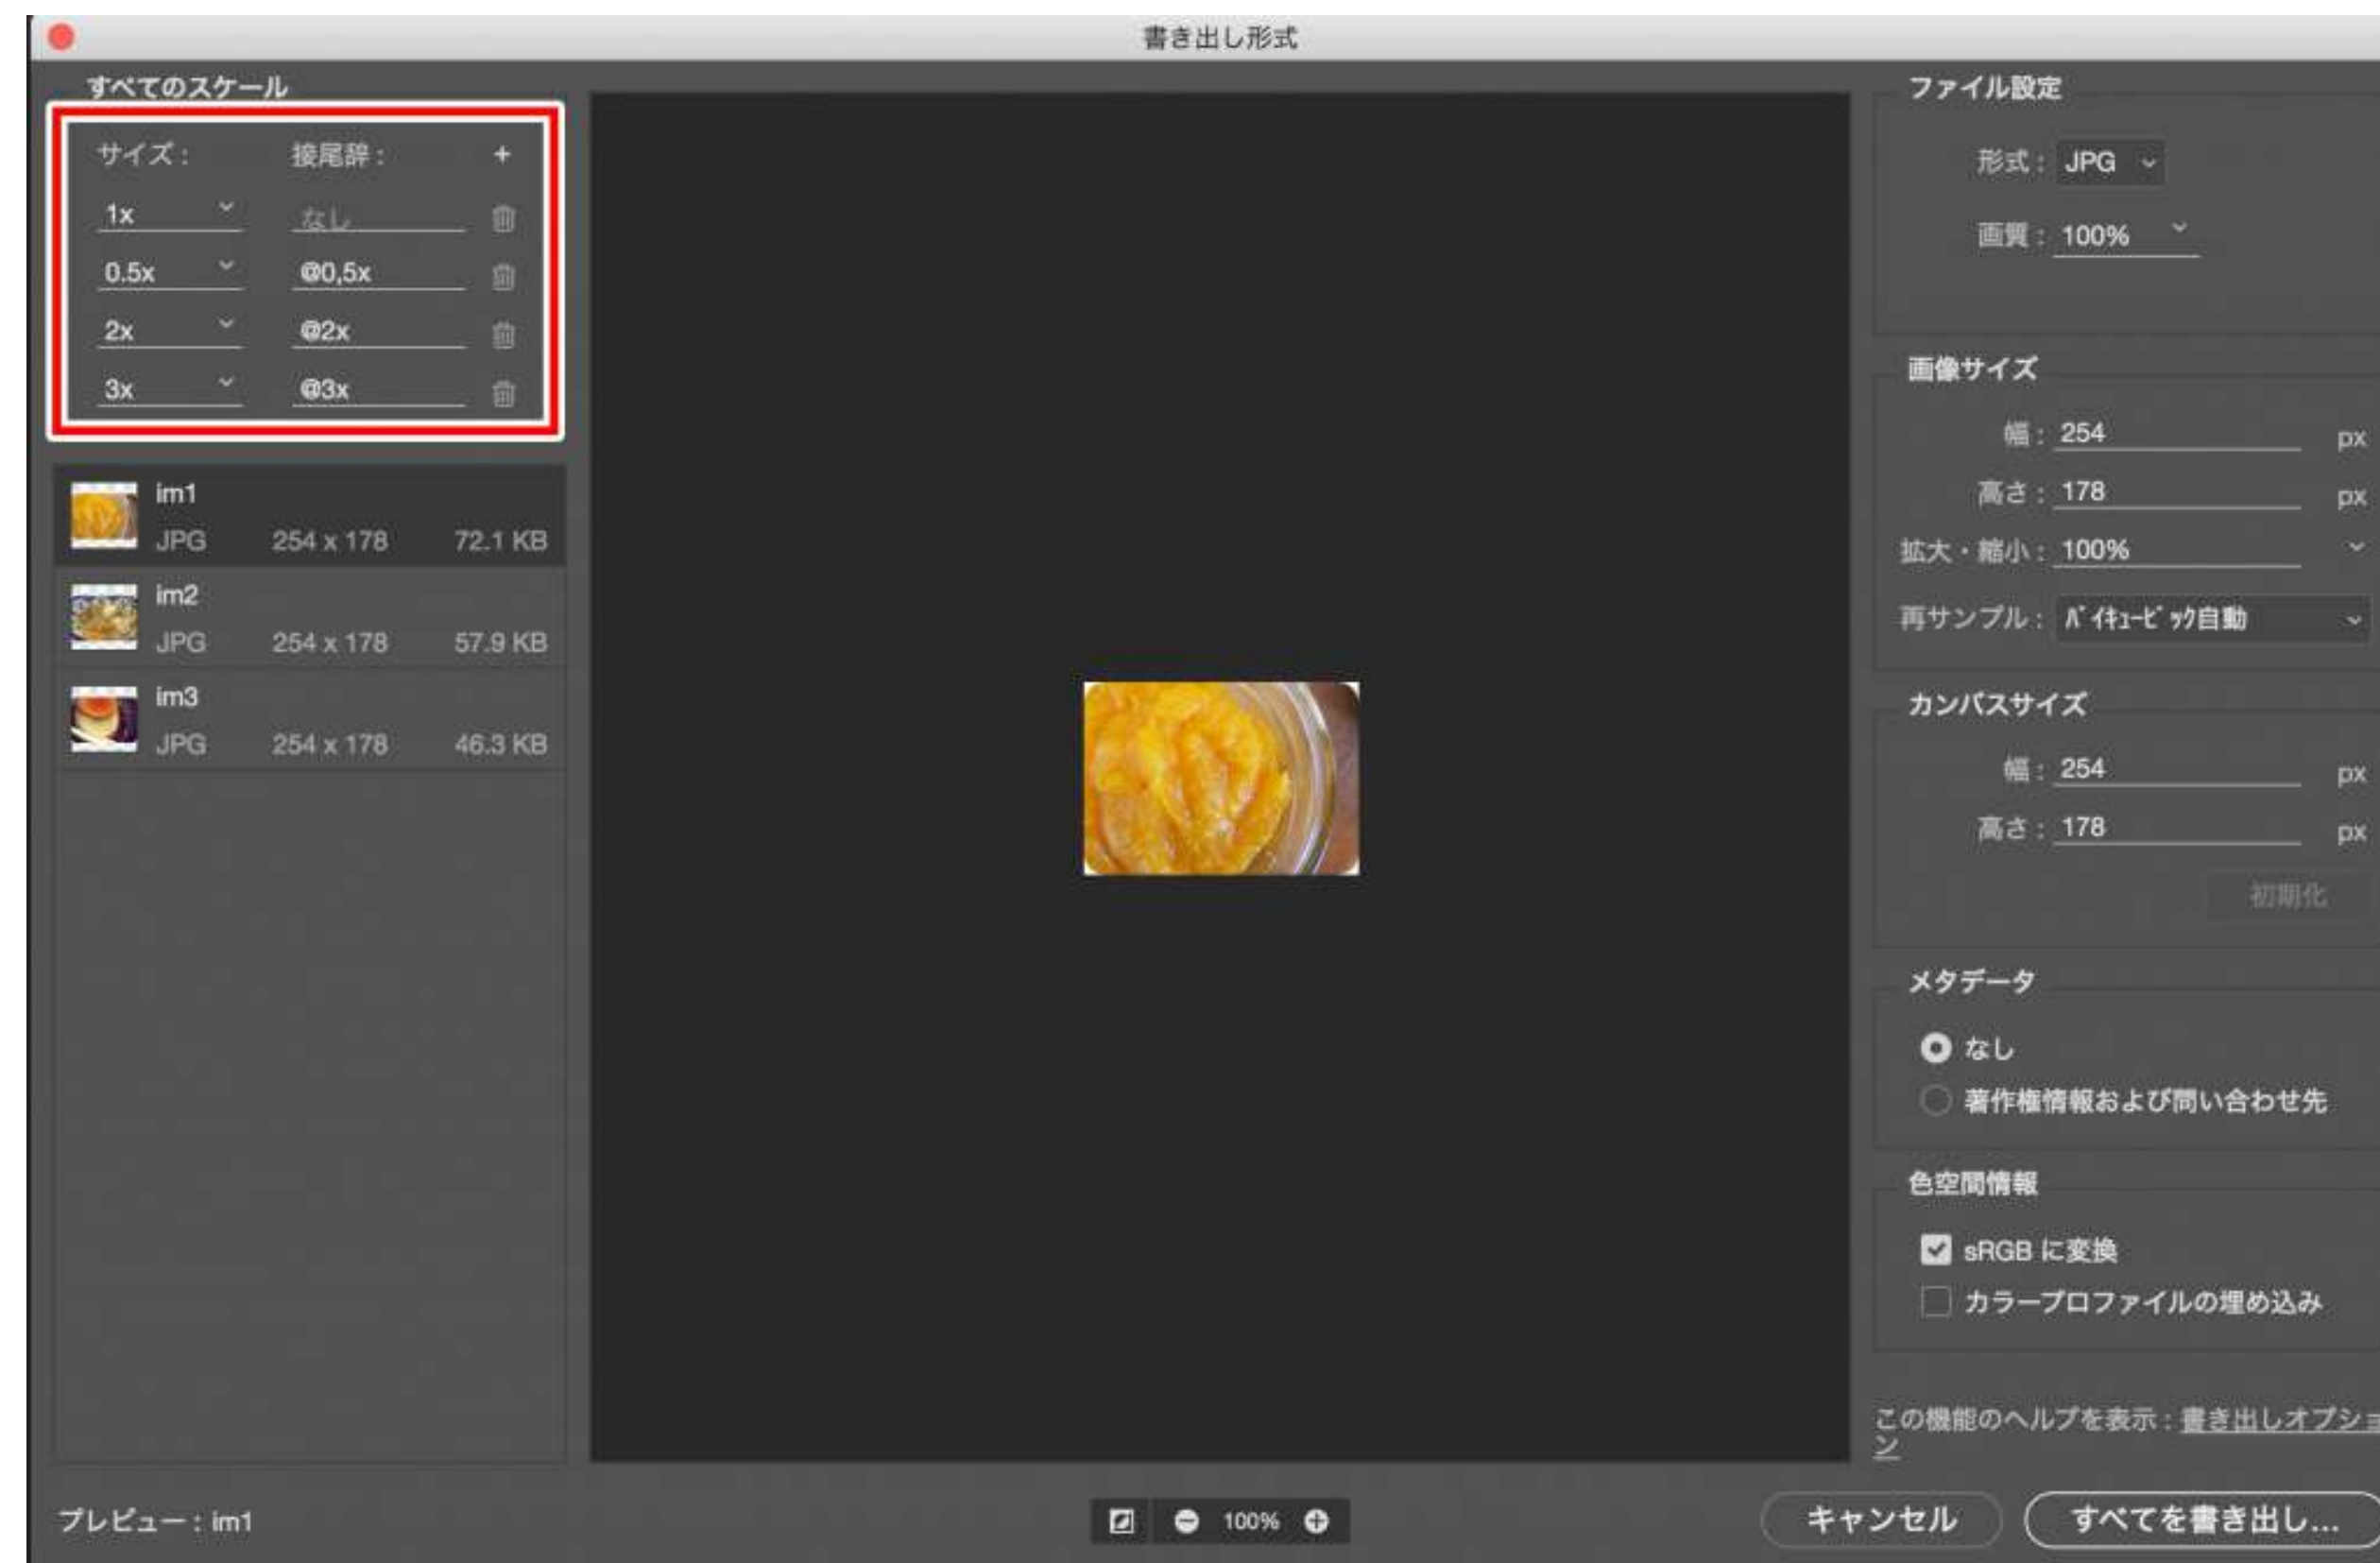 書き出し形式
すべてのスケール
サイズ : 接尾辞 : +
1x なし
0.5x @0,5x
2x @2x
3x @3x
im1
JPG 254 x 178 72.1 KB
im2
JPG 254 x 178 57.9 KB
im3
JPG 254 x 178 46.3 KB
プレビュー : im1
100%
ファイル設定
形式 : JPG
画質 : 100%
画像サイズ
幅 : 254 px
高さ : 178 px
拡大・縮小 : 100%
再サンプル : バイキュービック自動
カンバスサイズ
幅 : 254 px
高さ : 178 px
初期化
メタデータ
なし
著作権情報および問い合わせ先
色空間情報
sRGB に変換
カラープロファイルの埋め込み
この機能のヘルプを表示 : 書き出しオプショ
ン
キャンセル すべてを書き出し...